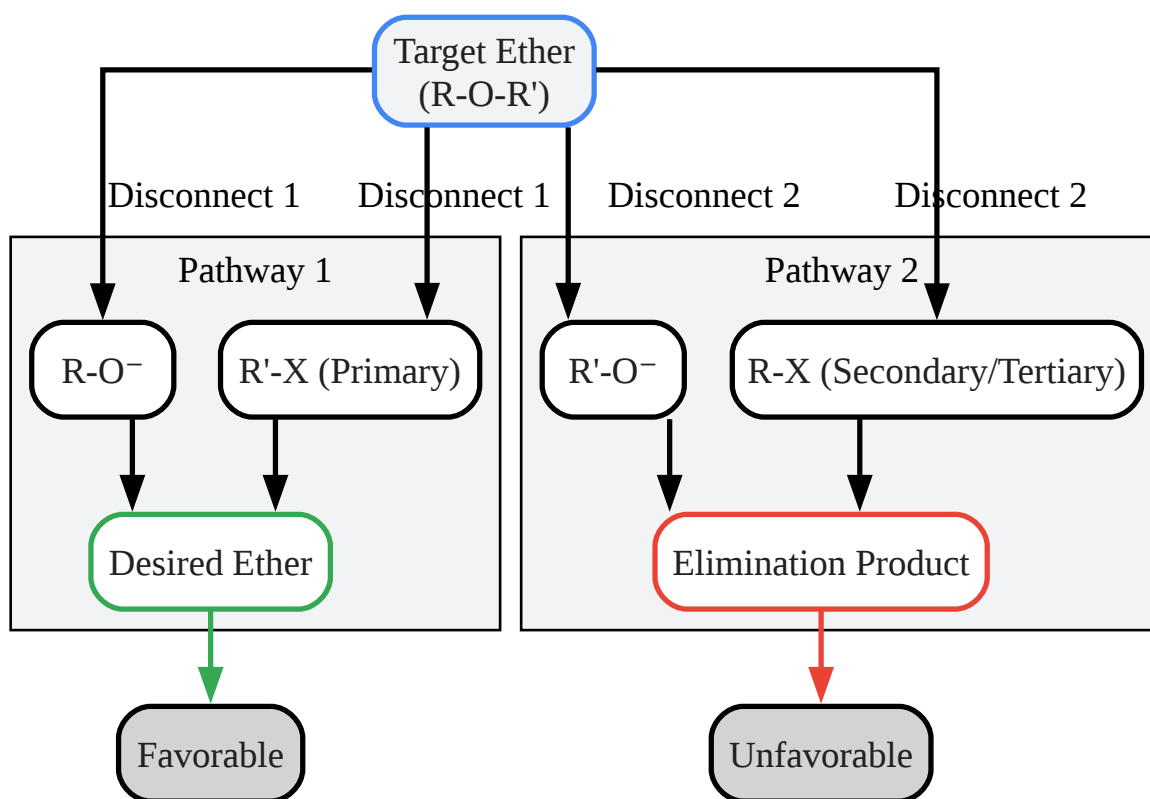 Target Ether
(R-O-R')
Disconnect 1
Disconnect 1
Disconnect 2
Disconnect 2
Pathway 1
Pathway 2
R-O⁻
R'-X (Primary)
R'-O⁻
R-X (Secondary/Tertiary)
Desired Ether
Elimination Product
Favorable
Unfavorable